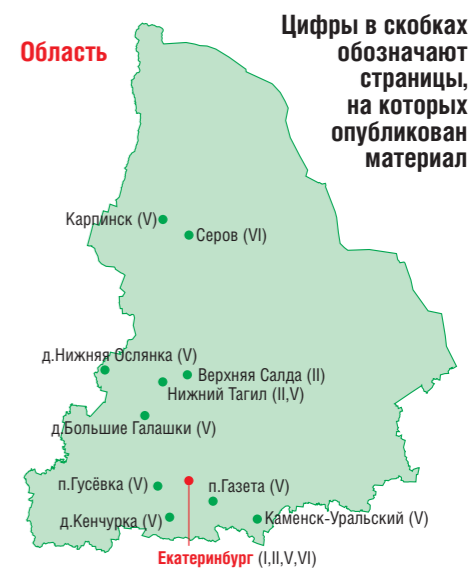 Область
Цифры в скобках
обозначают
страницы,
на которых
опубликован
материал
Карпинск (V)
Серов (VI)
д.Нижняя Ослянка (V)
Верхняя Салда (II)
Нижний Тагил (II,V)
д.Большие Галашки (V)
п.Гусёвка (V)
п.Газета (V)
д.Кенчурка (V)
Каменск-Уральский (V)
Екатеринбург (I,II,V,VI)